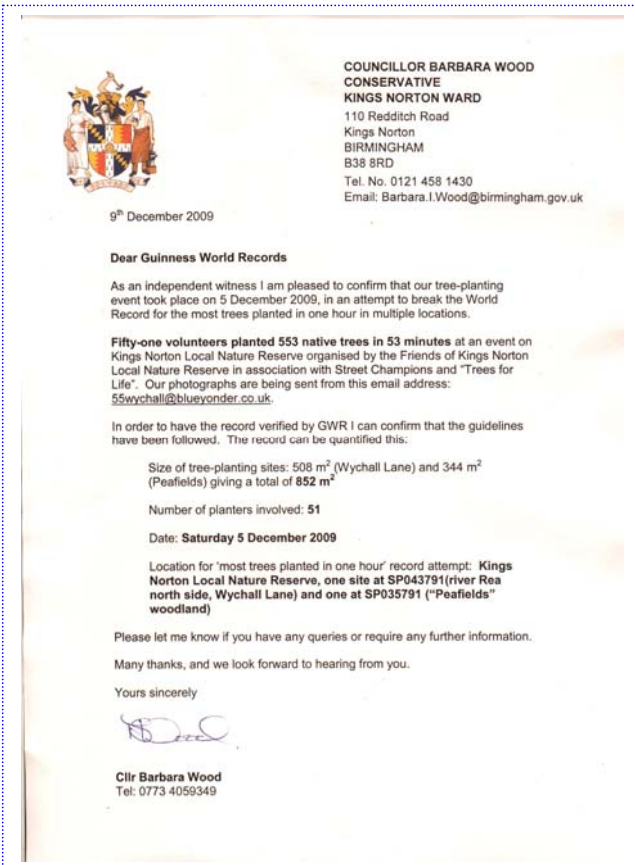 COUNCILLOR BARBARA WOOD
CONSERVATIVE
KINGS NORTON WARD
110 Redditch Road
Kings Norton
BIRMINGHAM
B38 8RD
Tel. No. 0121 458 1430
Email: Barbara.I.Wood@birmingham.gov.uk
9th December 2009
Dear Guinness World Records
As an independent witness I am pleased to confirm that our tree-planting
event took place on 5 December 2009, in an attempt to break the World
Record for the most trees planted in one hour in multiple locations.
Fifty-one volunteers planted 553 native trees in 53 minutes at an event on
Kings Norton Local Nature Reserve organised by the Friends of Kings Norton
Local Nature Reserve in association with Street Champions and "Trees for
Life". Our photographs are being sent from this email address:
55wychall@blueyonder.co.uk.
In order to have the record verified by GWR I can confirm that the guidelines
have been followed. The record can be quantified this:
Size of tree-planting sites: 508 m² (Wychall Lane) and 344 m²
(Peafields) giving a total of 852 m²
Number of planters involved: 51
Date: Saturday 5 December 2009
Location for 'most trees planted in one hour' record attempt: Kings
Norton Local Nature Reserve, one site at SP043791(river Rea
north side, Wychall Lane) and one at SP035791 ("Peafields"
woodland)
Please let me know if you have any queries or require any further information.
Many thanks, and we look forward to hearing from you.
Yours sincerely
Cllr Barbara Wood
Tel: 0773 4059349